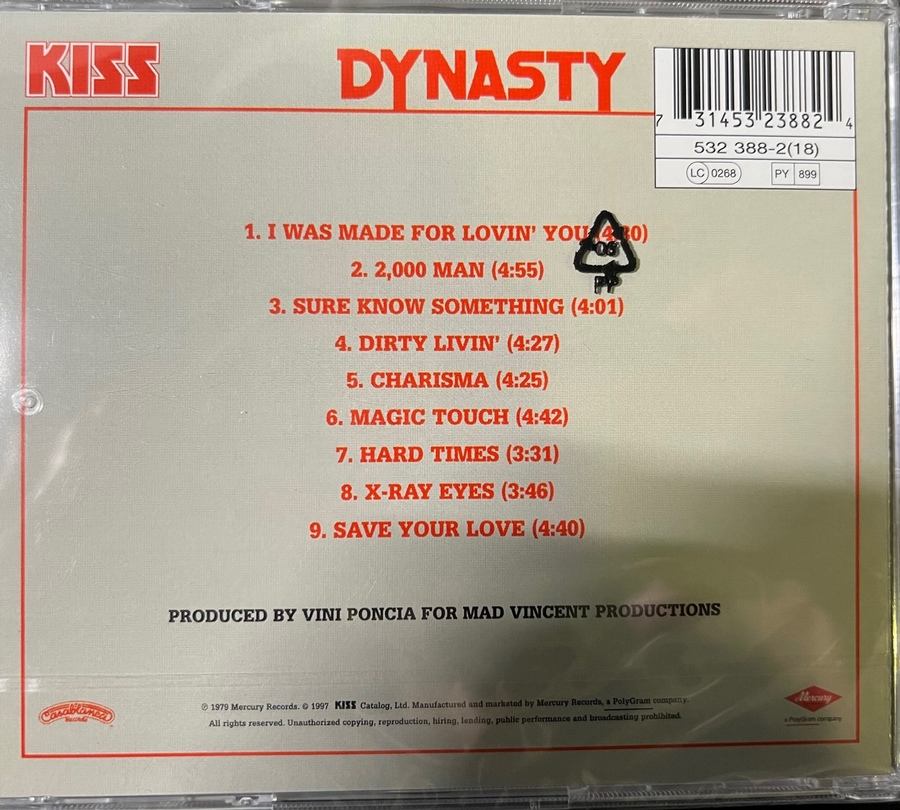 KISS
DYNASTY
7 31453 23882 4
532 388-2(18)
LC 0268 PY 899
1. I WAS MADE FOR LOVIN' YOU (4:30)
05
PP
2. 2,000 MAN (4:55)
3. SURE KNOW SOMETHING (4:01)
4. DIRTY LIVIN' (4:27)
5. CHARISMA (4:25)
6. MAGIC TOUCH (4:42)
7. HARD TIMES (3:31)
8. X-RAY EYES (3:46)
9. SAVE YOUR LOVE (4:40)
PRODUCED BY VINI PONCIA FOR MAD VINCENT PRODUCTIONS
Casablanca
Records
℗ 1979 Mercury Records. © 1997 KISS Catalog, Ltd. Manufactured and marketed by Mercury Records, a PolyGram company.
All rights reserved. Unauthorized copying, reproduction, hiring, lending, public performance and broadcasting prohibited.
Mercury
a PolyGram company